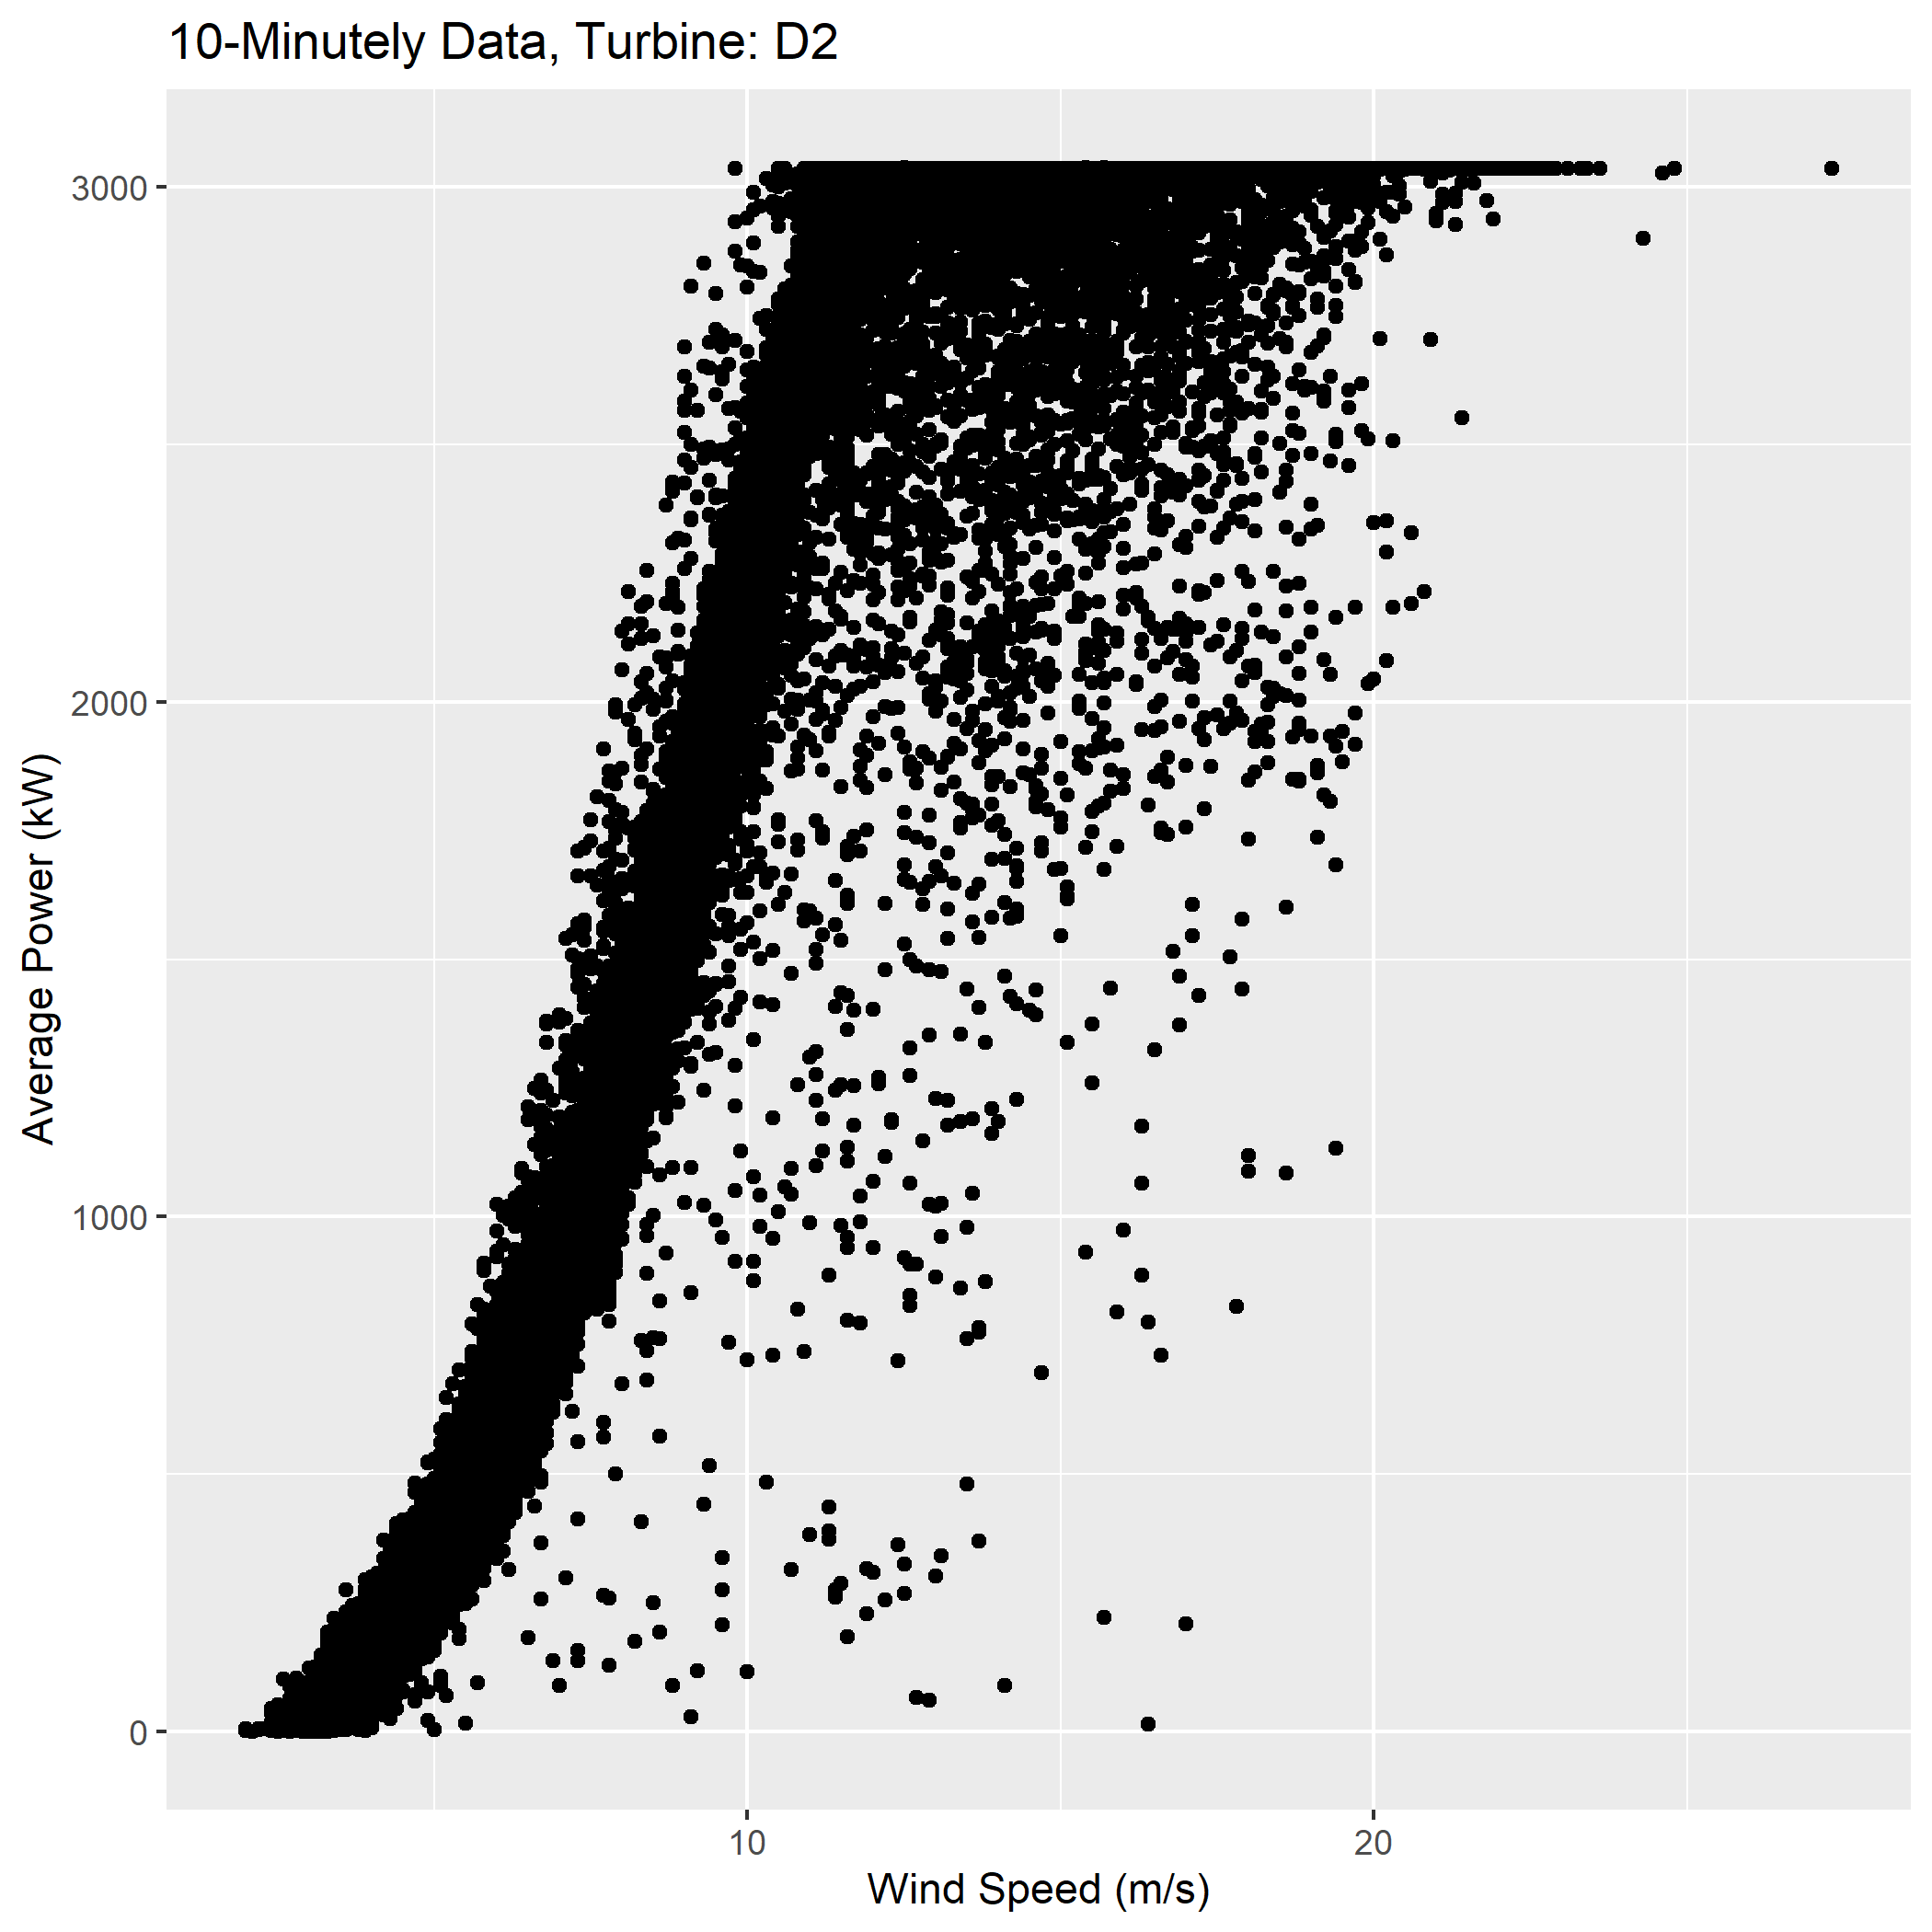 10-Minutely Data, Turbine: D2
3000
2000
1000
0
Average Power (kW)
10
20
Wind Speed (m/s)